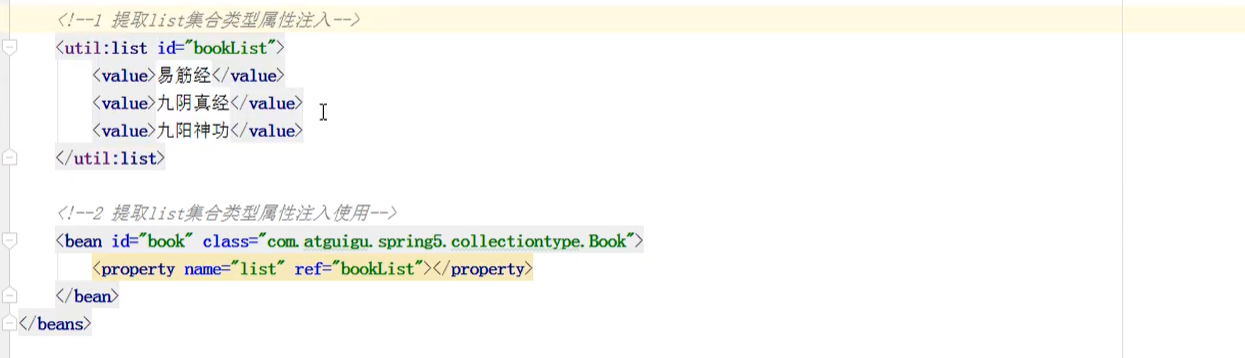 <!--1 提取list集合类型属性注入-->
<util:list id="bookList">
<value>易筋经</value>
<value>九阴真经</value>
<value>九阳神功</value>
</util:list>
<!--2 提取list集合类型属性注入使用-->
<bean id="book" class="com.atguigu.spring5.collectiontype.Book">
<property name="list" ref="bookList"></property>
</bean>
</beans>